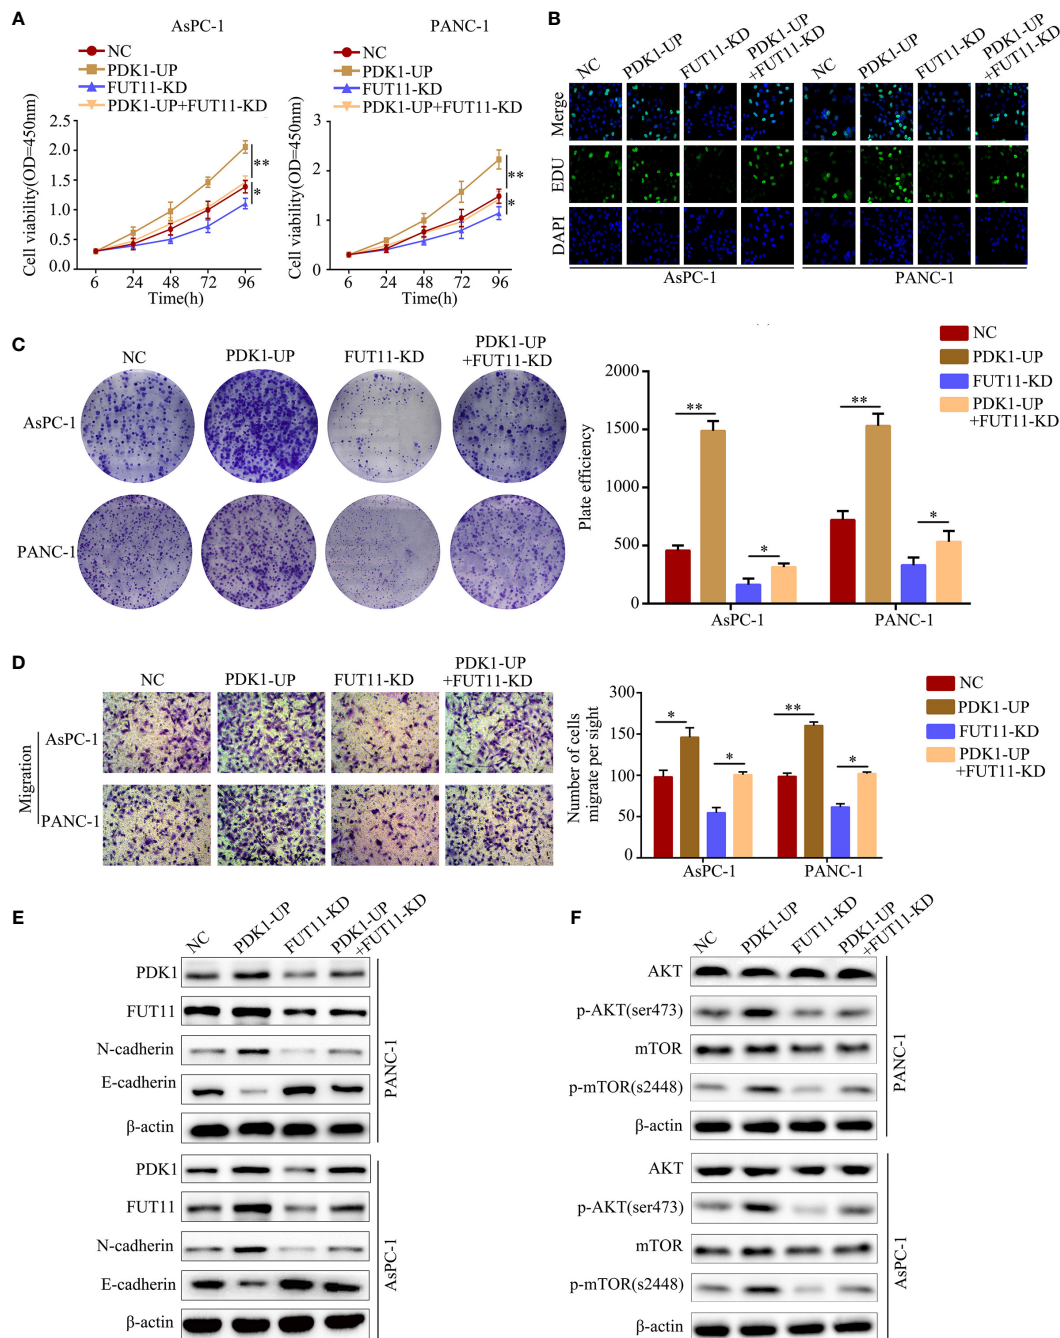 A
AsPC-1
NC
PDK1-UP
FUT11-KD
PDK1-UP+FUT11-KD
Cell viability(OD=450nm)
2.5
2.0
1.5
1.0
0.5
0.0
**
*
6 24 48 72 96
Time(h)
PANC-1
NC
PDK1-UP
FUT11-KD
PDK1-UP+FUT11-KD
Cell viability(OD=450nm)
3
2
1
0
**
*
6 24 48 72 96
Time(h)
B
NC PDK1-UP FUT11-KD PDK1-UP +FUT11-KD NC PDK1-UP FUT11-KD PDK1-UP +FUT11-KD
Merge
EDU
DAPI
AsPC-1 PANC-1
C
NC PDK1-UP FUT11-KD PDK1-UP +FUT11-KD
AsPC-1
PANC-1
NC
PDK1-UP
FUT11-KD
PDK1-UP
+FUT11-KD
Plate efficiency
2000
1500
1000
500
0
** * ** *
AsPC-1 PANC-1
D
NC PDK1-UP FUT11-KD PDK1-UP +FUT11-KD
Migration
AsPC-1
PANC-1
NC
PDK1-UP
FUT11-KD
PDK1-UP
+FUT11-KD
Number of cells
migrate per sight
300
150
100
50
0
* * ** *
AsPC-1 PANC-1
E
NC PDK1-UP FUT11-KD PDK1-UP +FUT11-KD
PDK1
FUT11
N-cadherin
E-cadherin
β-actin
PANC-1
PDK1
FUT11
N-cadherin
E-cadherin
β-actin
AsPC-1
F
NC PDK1-UP FUT11-KD PDK1-UP +FUT11-KD
AKT
p-AKT(ser473)
mTOR
p-mTOR(s2448)
β-actin
PANC-1
AKT
p-AKT(ser473)
mTOR
p-mTOR(s2448)
β-actin
AsPC-1